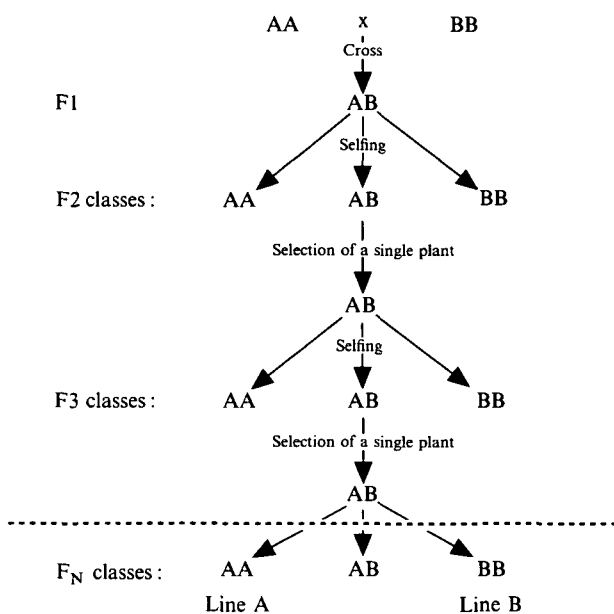 AA x BB
Cross
F1 AB
Selfing
F2 classes : AA AB BB
Selection of a single plant
AB
Selfing
F3 classes : AA AB BB
Selection of a single plant
AB
FN classes : AA AB BB
Line A Line B